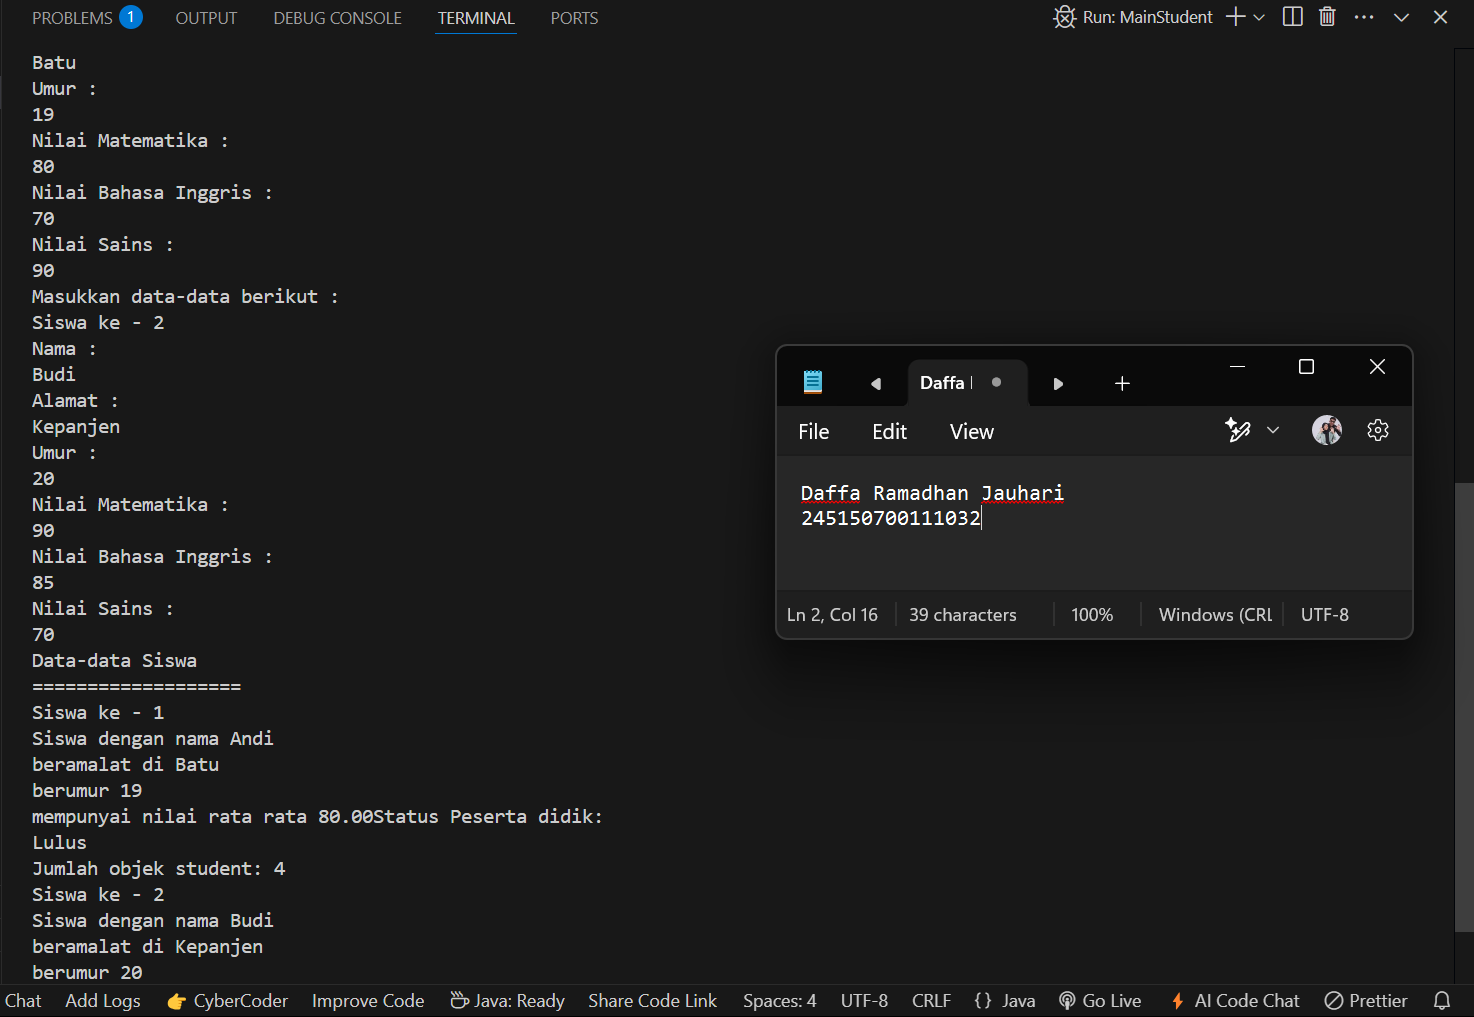 PROBLEMS 1 OUTPUT DEBUG CONSOLE TERMINAL PORTS Run: MainStudent
Batu
Umur :
19
Nilai Matematika :
80
Nilai Bahasa Inggris :
70
Nilai Sains :
90
Masukkan data-data berikut :
Siswa ke - 2
Nama :
Budi
Alamat :
Kepanjen
Umur :
20
Nilai Matematika :
90
Nilai Bahasa Inggris :
85
Nilai Sains :
70
Data-data Siswa
===================
Siswa ke - 1
Siswa dengan nama Andi
beramalat di Batu
berumur 19
mempunyai nilai rata rata 80.00Status Peserta didik:
Lulus
Jumlah objek student: 4
Siswa ke - 2
Siswa dengan nama Budi
beramalat di Kepanjen
berumur 20
Daffa
File Edit View
Daffa Ramadhan Jauhari
245150700111032
Ln 2, Col 16 39 characters 100% Windows (CRL UTF-8
Chat Add Logs CyberCoder Improve Code Java: Ready Share Code Link Spaces: 4 UTF-8 CRLF {} Java Go Live AI Code Chat Prettier